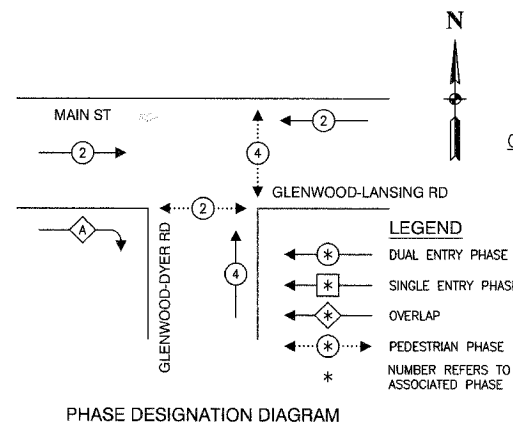 N
MAIN ST
2
2
4
GLENWOOD-LANSING RD
2
A
GLENWOOD-DYER RD
4
LEGEND
* DUAL ENTRY PHASE
* SINGLE ENTRY PHASE
* OVERLAP
* PEDESTRIAN PHASE
* NUMBER REFERS TO
ASSOCIATED PHASE
PHASE DESIGNATION DIAGRAM